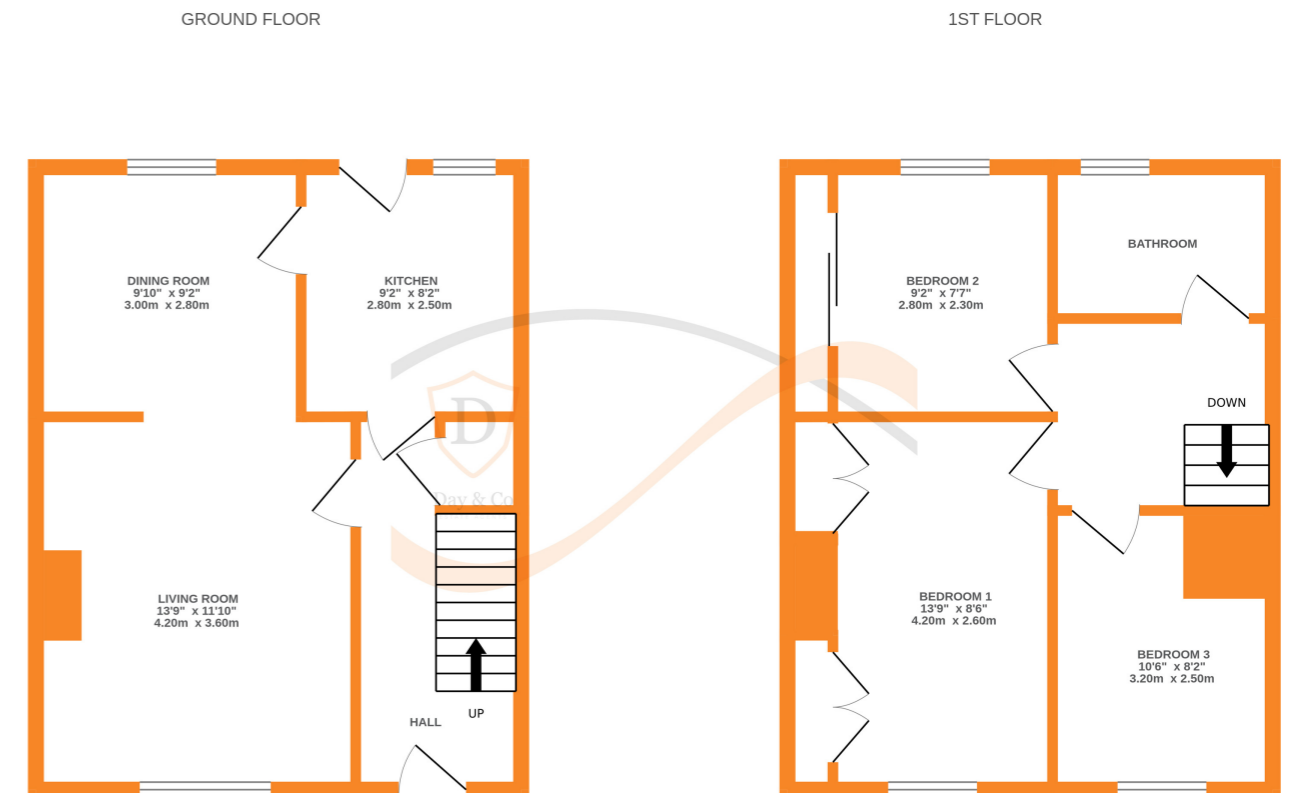 GROUND FLOOR
1ST FLOOR
DINING ROOM
9'10" x 9'2"
3.00m x 2.80m
KITCHEN
9'2" x 8'2"
2.80m x 2.50m
D
Day & Co
LIVING ROOM
13'9" x 11'10"
4.20m x 3.60m
HALL
UP
BATHROOM
BEDROOM 2
9'2" x 7'7"
2.80m x 2.30m
DOWN
BEDROOM 1
13'9" x 8'6"
4.20m x 2.60m
BEDROOM 3
10'6" x 8'2"
3.20m x 2.50m